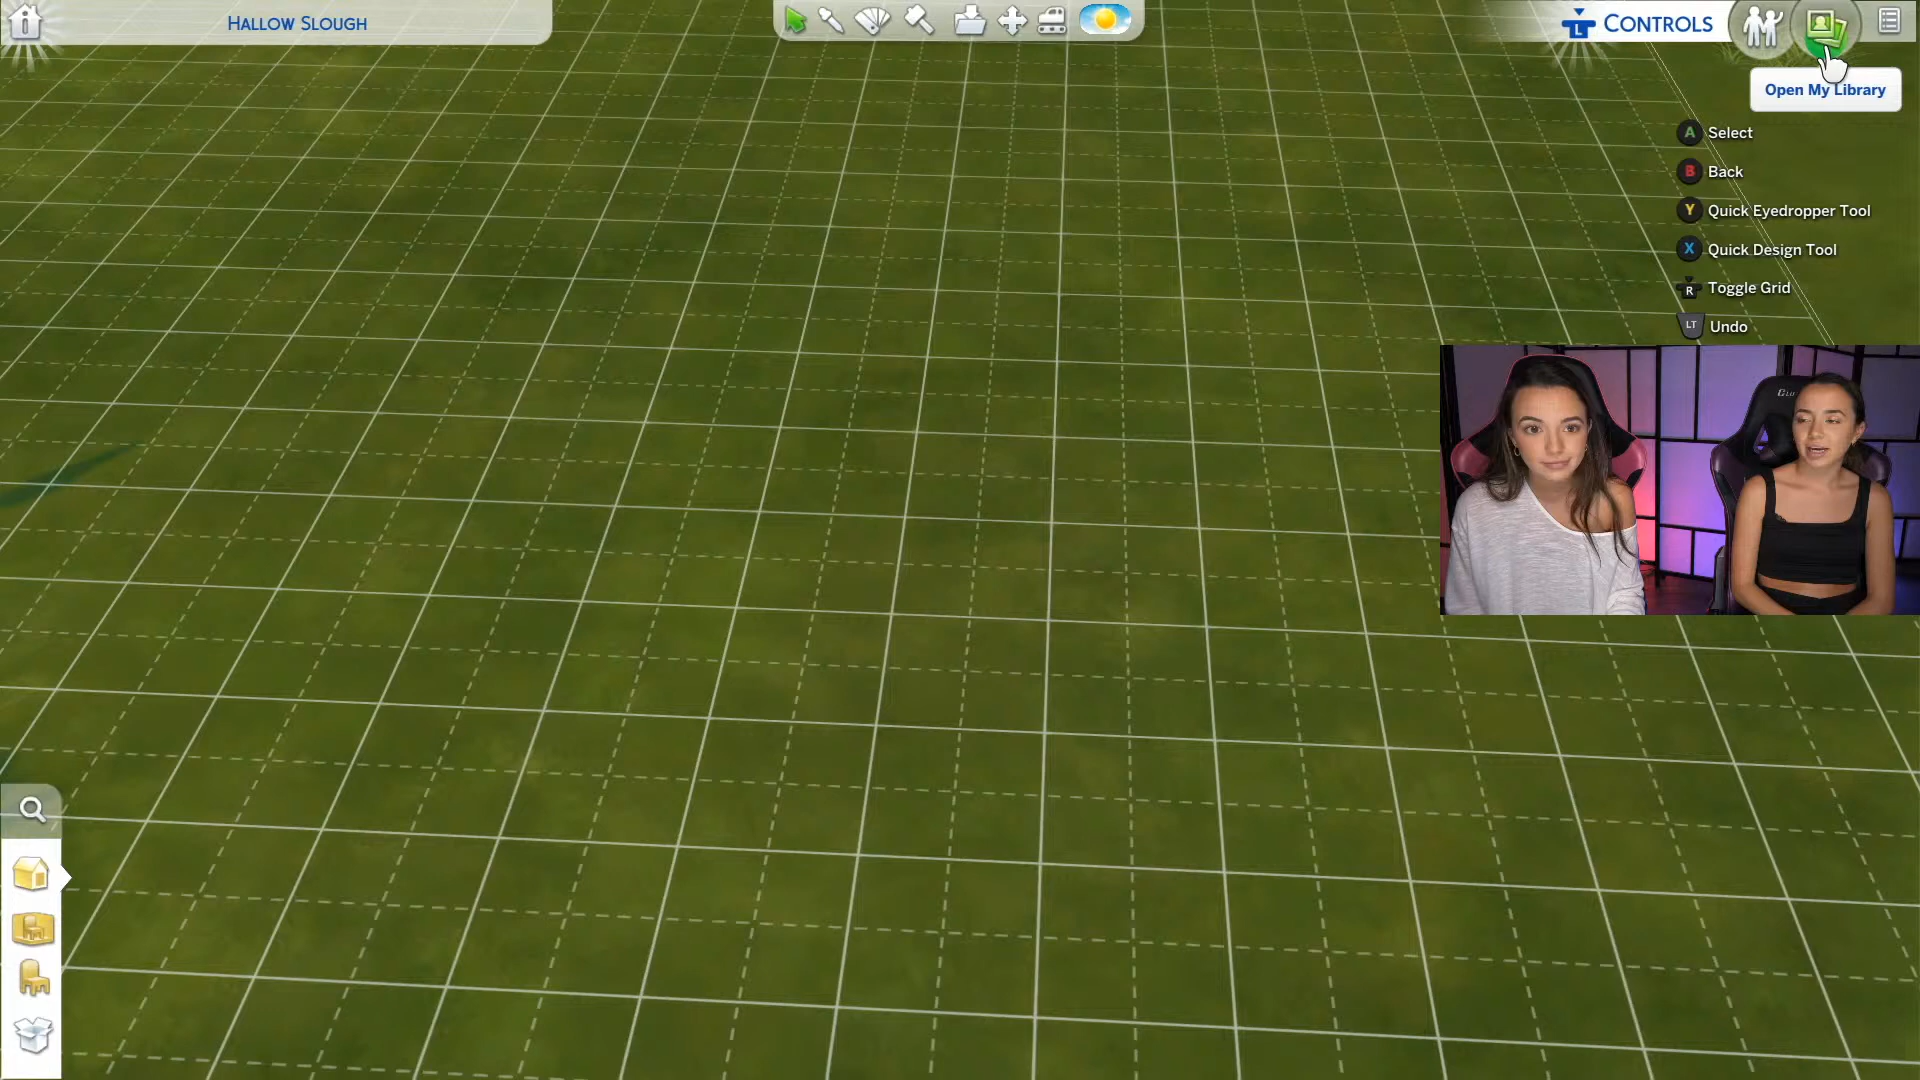 HALLOW SLOUGH
L CONTROLS
Open My Library
A Select
B Back
Y Quick Eyedropper Tool
X Quick Design Tool
R Toggle Grid
LT Undo